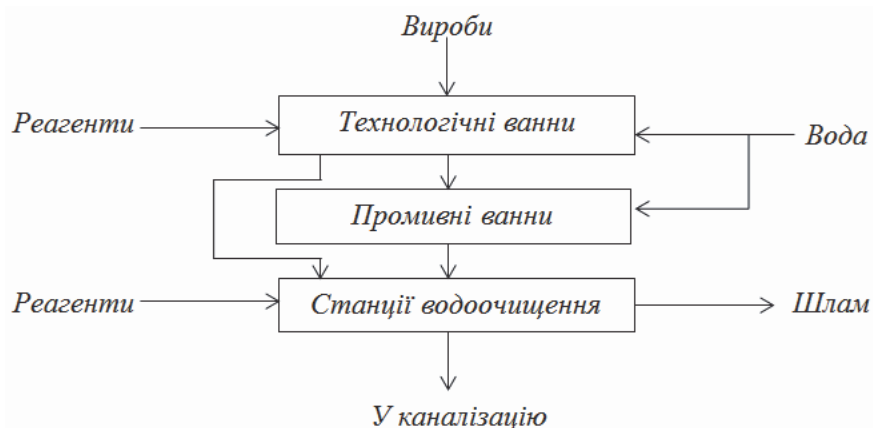 Вироби
Реагенти
Технологічні ванни
Вода
Промивні ванни
Реагенти
Станції водоочищення
Шлам
У каналізацію